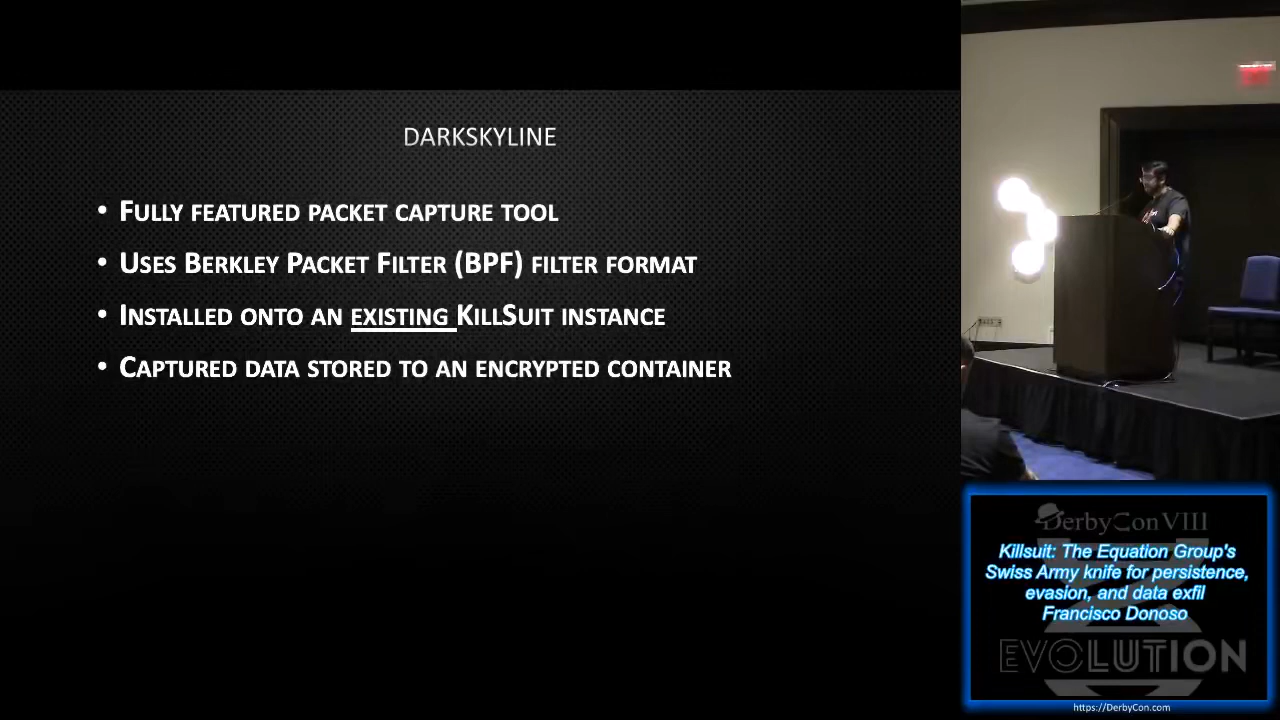 DARKSKYLINE
• FULLY FEATURED PACKET CAPTURE TOOL
• USES BERKLEY PACKET FILTER (BPF) FILTER FORMAT
• INSTALLED ONTO AN EXISTING KILLSUIT INSTANCE
• CAPTURED DATA STORED TO AN ENCRYPTED CONTAINER
DerbyCon VIII
Killsuit: The Equation Group's
Swiss Army knife for persistence,
evasion, and data exfil
Francisco Donoso
EVOLUTION
https://DerbyCon.com